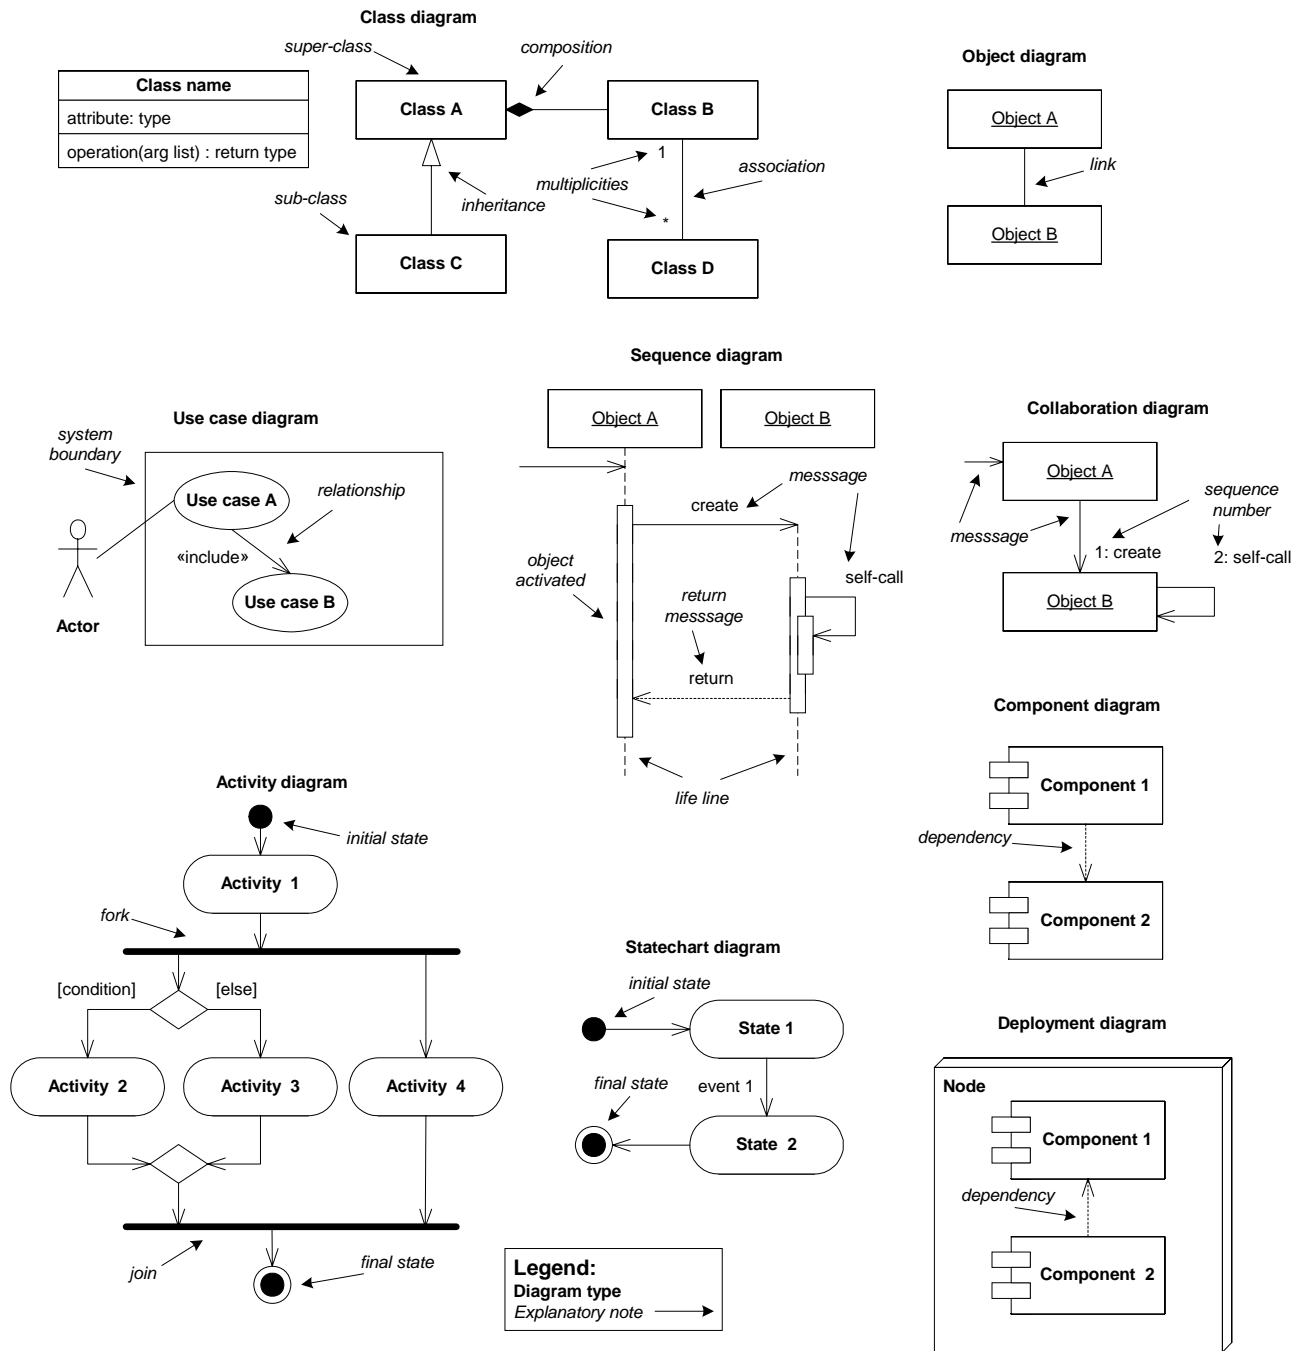 Class diagram
super-class
composition
Class name
attribute: type
operation(arg list) : return type
Class A
Class B
1
multiplicities
*
association
inheritance
sub-class
Class C
Class D
Object diagram
Object A
link
Object B
Use case diagram
system
boundary
Use case A
relationship
«include»
Use case B
Actor
Sequence diagram
Object A
Object B
messsage
create
object
activated
self-call
return
messsage
return
life line
Collaboration diagram
Object A
sequence
number
messsage
1: create
2: self-call
Object B
Component diagram
Component 1
dependency
Component 2
Activity diagram
initial state
Activity 1
fork
[condition]
[else]
Activity 2
Activity 3
Activity 4
join
final state
Statechart diagram
initial state
State 1
final state
event 1
State 2
Deployment diagram
Node
Component 1
dependency
Component 2
Legend:
Diagram type
Explanatory note